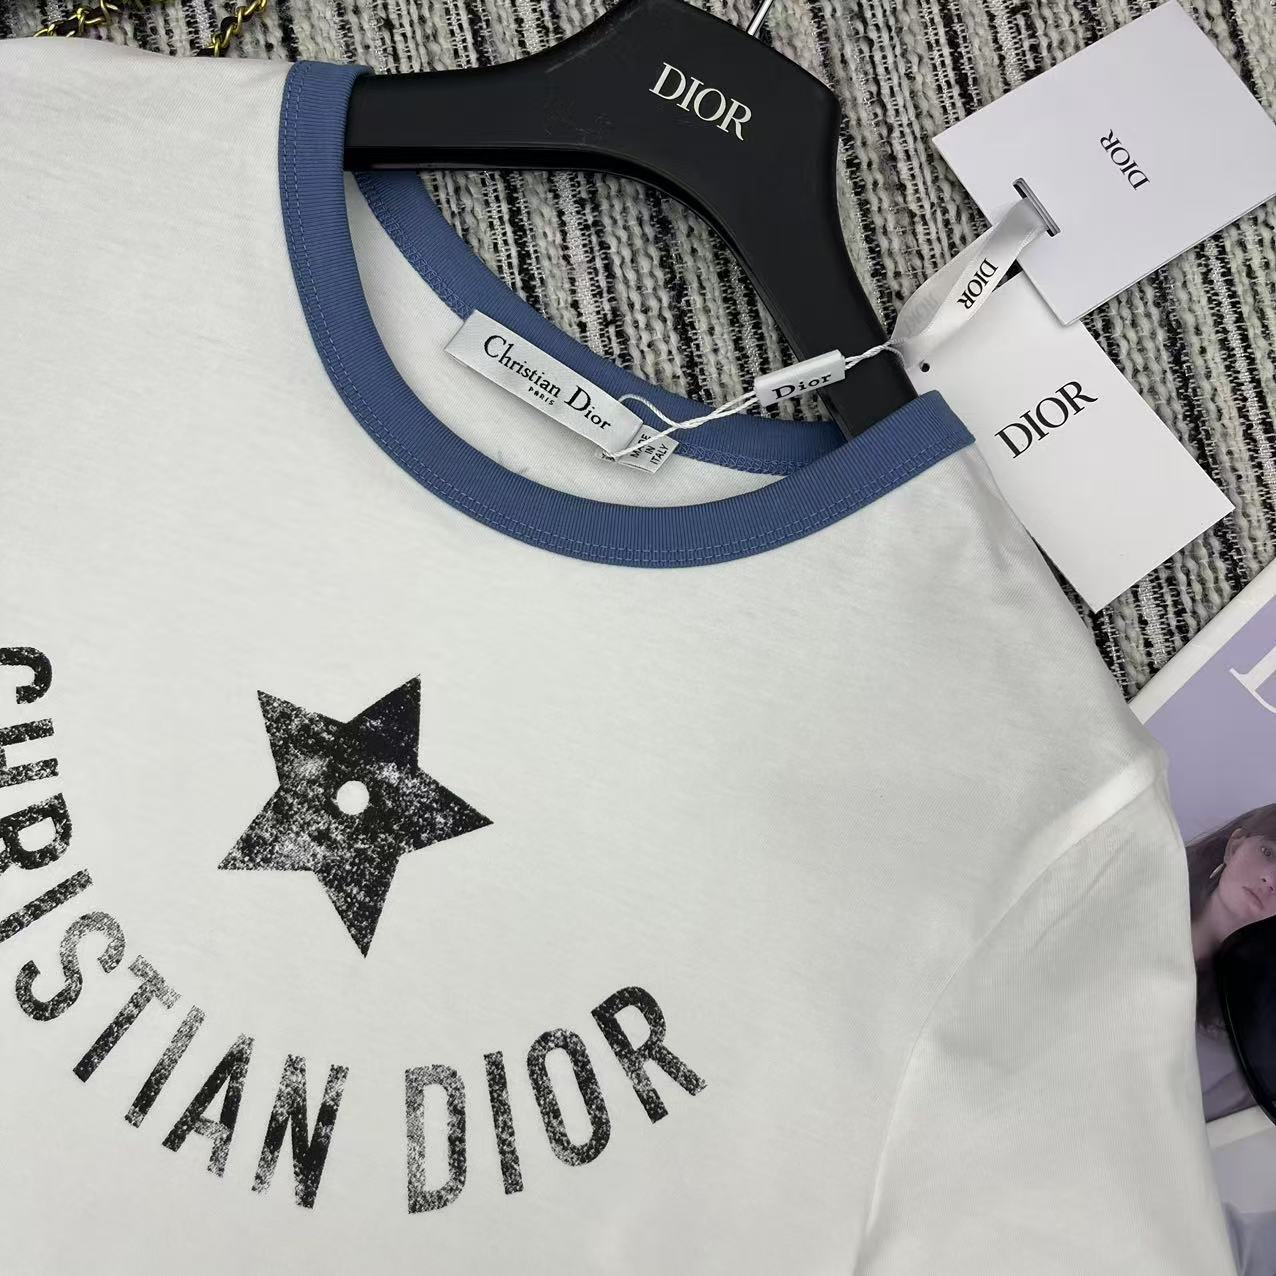 DIOR
DIOR
DIOR
Christian Dior
PARIS
Dior
MADE
IN
ITALY
DIOR
CHRISTIAN DIOR